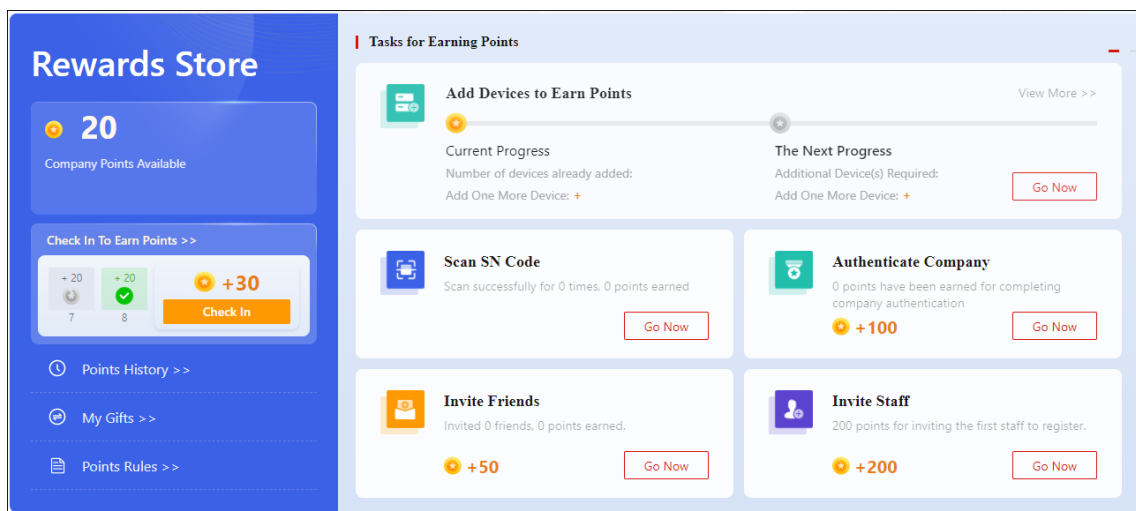 Rewards Store
20
Company Points Available
Check In To Earn Points >>
+ 20
+ 20
7
8
+30
Check In
Points History >>
My Gifts >>
Points Rules >>
Tasks for Earning Points
Add Devices to Earn Points
View More >>
Current Progress
Number of devices already added:
Add One More Device: +
The Next Progress
Additional Device(s) Required:
Add One More Device: +
Go Now
Scan SN Code
Scan successfully for 0 times, 0 points earned
Go Now
Authenticate Company
0 points have been earned for completing
company authentication
+100
Go Now
Invite Friends
Invited 0 friends, 0 points earned.
+50
Go Now
Invite Staff
200 points for inviting the first staff to register.
+200
Go Now